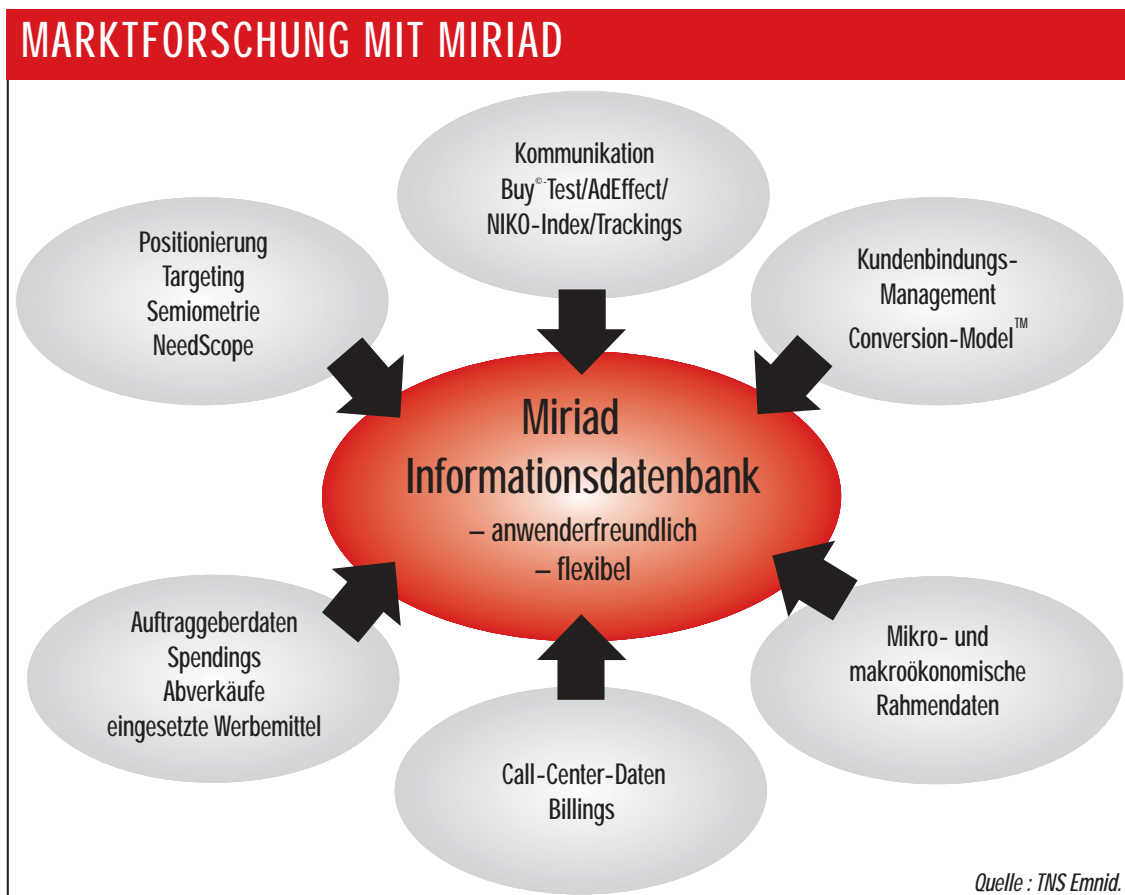 MARKTFORSCHUNG MIT MIRIAD
Kommunikation
Buy©-Test/AdEffect/
NIKO-Index/Trackings
Positionierung
Targeting
Semiometrie
NeedScope
Kundenbindungs-
Management
Conversion-Model™
Miriad
Informationsdatenbank
– anwenderfreundlich
– flexibel
Auftraggeberdaten
Spendings
Abverkäufe
eingesetzte Werbemittel
Mikro- und
makroökonomische
Rahmendaten
Call-Center-Daten
Billings
Quelle : TNS Emnid.